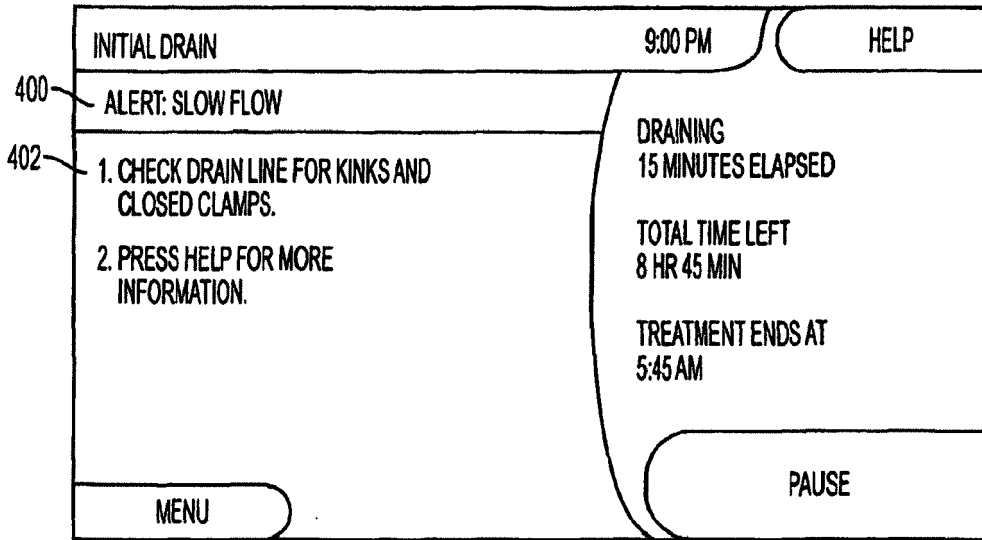 INITIAL DRAIN
9:00 PM
HELP
400
ALERT: SLOW FLOW
402
1. CHECK DRAIN LINE FOR KINKS AND
CLOSED CLAMPS.
2. PRESS HELP FOR MORE
INFORMATION.
DRAINING
15 MINUTES ELAPSED
TOTAL TIME LEFT
8 HR 45 MIN
TREATMENT ENDS AT
5:45 AM
MENU
PAUSE